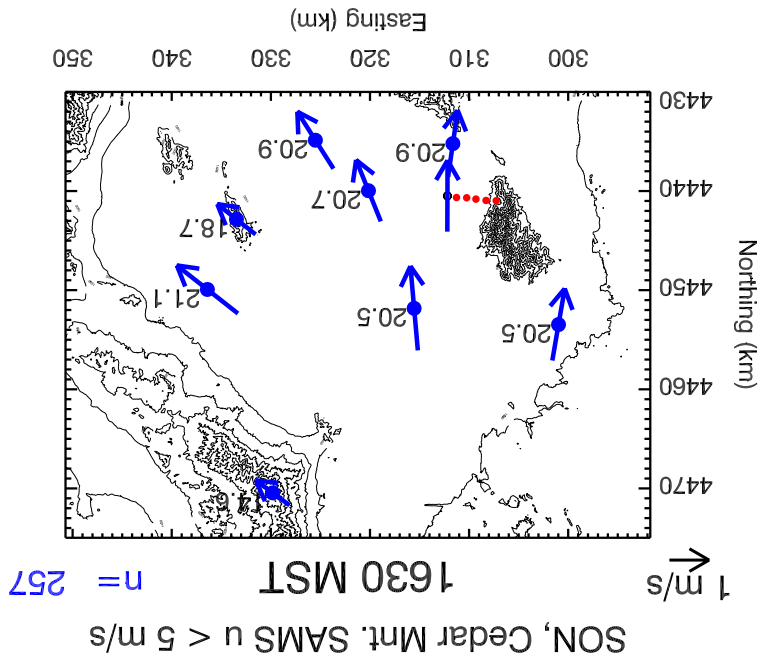 SON, Cedar Mnt. SAMS u < 5 m/s
1 m/s
1630 MST
n= 257
4470
4460
4450
4440
4430
Northing (km)
14.6
20.5
20.5
21.1
18.7
20.7
20.9
20.9
300 310 320 330 340 350
Easting (km)